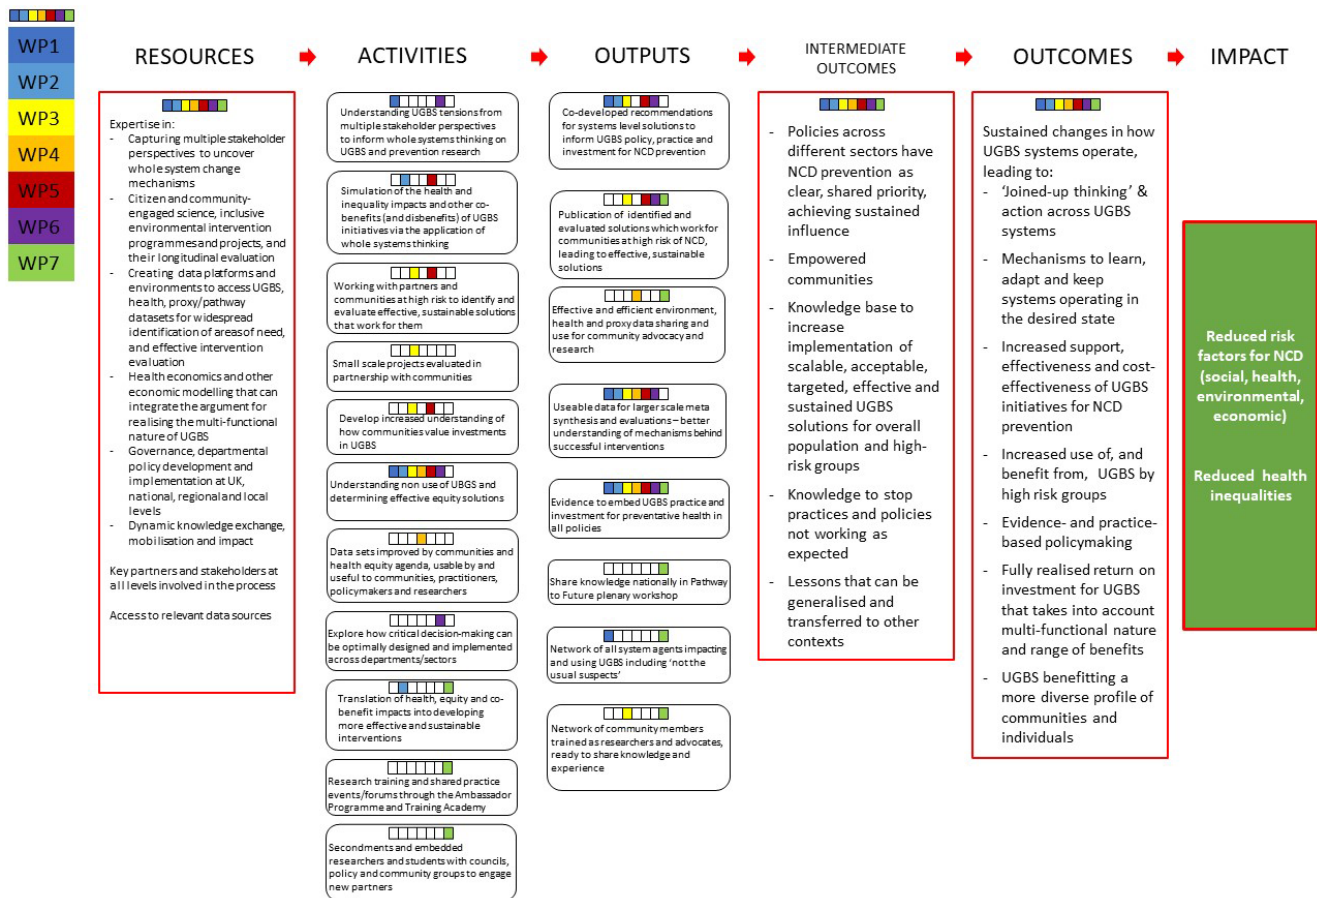 WP1
WP2
WP3
WP4
WP5
WP6
WP7
RESOURCES
Expertise in:
- Capturing multiple stakeholder
perspectives to uncover
whole system change
mechanisms
- Citizen and community-
engaged science, inclusive
environmental intervention
programmes and projects, and
their longitudinal evaluation
- Creating data platforms and
environments to access UGBS,
health, proxy/pathway
datasets for widespread
identification of areas of need,
and effective intervention
evaluation
- Health economics and other
economic modelling that can
integrate the argument for
realising the multi-functional
nature of UGBS
- Governance, departmental
policy development and
implementation at UK,
national, regional and local
levels
- Dynamic knowledge exchange,
mobilisation and impact
Key partners and stakeholders at
all levels involved in the process
Access to relevant data sources
ACTIVITIES
Understanding UGBS tensions from
multiple stakeholder perspectives
to inform whole systems thinking on
UGBS and prevention research
Simulation of the health and
inequality impacts and other co-
benefits (and disbenefits) of UGBS
initiatives via the application of
whole systems thinking
Working with partners and
communities at high risk to identify and
evaluate effective, sustainable solutions
that work for them
Small scale projects evaluated in
partnership with communities
Develop increased understanding of
how communities value investments
in UGBS
Understanding non use of UBGS and
determining effective equity solutions
Data sets improved by communities and
health equity agenda, usable by and
useful to communities, practitioners,
policymakers and researchers
Explore how critical decision-making can
be optimally designed and implemented
across departments/sectors
Translation of health, equity and co-
benefit impacts into developing
more effective and sustainable
interventions
Research training and shared practice
events/forums through the Ambassador
Programme and Training Academy
Secondments and embedded
researchers and students with councils,
policy and community groups to engage
new partners
OUTPUTS
Co-developed recommendations
for systems level solutions to
inform UGBS policy, practice and
investment for NCD prevention
Publication of identified and
evaluated solutions which work for
communities at high risk of NCD,
leading to effective, sustainable
solutions
Effective and efficient environment,
health and proxy data sharing and
use for community advocacy and
research
Useable data for larger scale meta
synthesis and evaluations – better
understanding of mechanisms behind
successful interventions
Evidence to embed UGBS practice and
investment for preventative health in
all policies
Share knowledge nationally in Pathway
to Future plenary workshop
Network of all system agents impacting
and using UGBS including 'not the
usual suspects'
Network of community members
trained as researchers and advocates,
ready to share knowledge and
experience
INTERMEDIATE
OUTCOMES
- Policies across
different sectors have
NCD prevention as
clear, shared priority,
achieving sustained
influence
- Empowered
communities
- Knowledge base to
increase
implementation of
scalable, acceptable,
targeted, effective and
sustained UGBS
solutions for overall
population and high-
risk groups
- Knowledge to stop
practices and policies
not working as
expected
- Lessons that can be
generalised and
transferred to other
contexts
OUTCOMES
Sustained changes in how
UGBS systems operate,
leading to:
- 'Joined-up thinking' &
action across UGBS
systems
- Mechanisms to learn,
adapt and keep
systems operating in
the desired state
- Increased support,
effectiveness and cost-
effectiveness of UGBS
initiatives for NCD
prevention
- Increased use of, and
benefit from, UGBS by
high risk groups
- Evidence- and practice-
based policymaking
- Fully realised return on
investment for UGBS
that takes into account
multi-functional nature
and range of benefits
- UGBS benefitting a
more diverse profile of
communities and
individuals
IMPACT
Reduced risk
factors for NCD
(social, health,
environmental,
economic)
Reduced health
inequalities